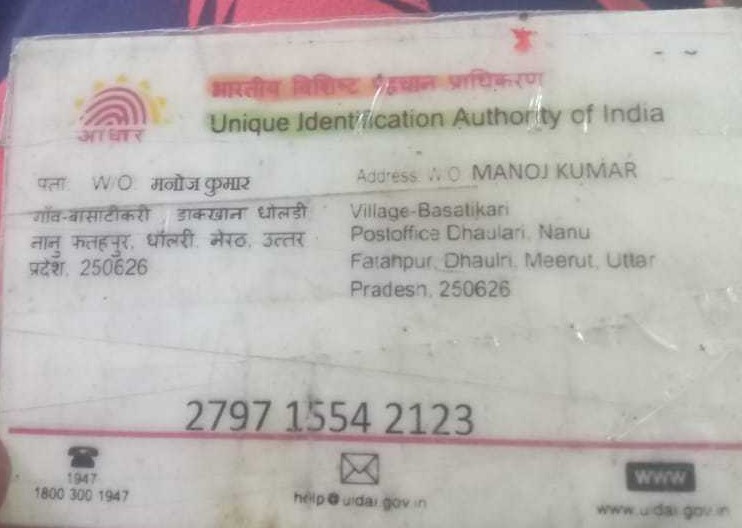 भारतीय विशिष्ट पहचान प्राधिकरण
Unique Identification Authority of India
आधार
पता: W/O: मनोज कुमार
गाँव-बासाटीकरी डाकखाना धोलडी
नानु फतहपुर, धौलरी, मेरठ, उत्तर
प्रदेश, 250626
Address: W/O: MANOJ KUMAR
Village-Basatikari
Postoffice Dhaulari, Nanu
Fatahpur, Dhaulri, Meerut, Uttar
Pradesh, 250626
2797 1554 2123
1947
1800 300 1947
help@uidai.gov.in
WWW
www.uidai.gov.in